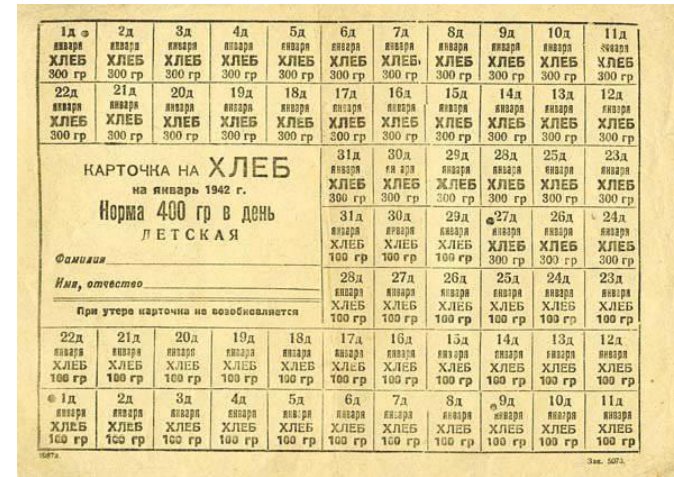 1д 2д 3д 4д 5д 6д 7д 8д 9д 10д 11д
января января января января января января января января января января января
ХЛЕБ ХЛЕБ ХЛЕБ ХЛЕБ ХЛЕБ ХЛЕБ ХЛЕБ ХЛЕБ ХЛЕБ ХЛЕБ ХЛЕБ
300 гр 300 гр 300 гр 300 гр 300 гр 300 гр 300 гр 300 гр 300 гр 300 гр 300 гр
22д 21д 20д 19д 18д 17д 16д 15д 14д 13д 12д
января января января января января января января января января января января
ХЛЕБ ХЛЕБ ХЛЕБ ХЛЕБ ХЛЕБ ХЛЕБ ХЛЕБ ХЛЕБ ХЛЕБ ХЛЕБ ХЛЕБ
300 гр 300 гр 300 гр 300 гр 300 гр 300 гр 300 гр 300 гр 300 гр 300 гр 300 гр
КАРТОЧКА НА ХЛЕБ
на январь 1942 г.
Норма 400 гр в день
ДЕТСКАЯ
Фамилия
Имя, отчество
При утере карточка не возобновляется
31д 30д 29д 28д 25д 23д
января января января января января
ХЛЕБ ХЛЕБ ХЛЕБ ХЛЕБ ХЛЕБ ХЛЕБ
300 гр 300 гр 300 гр 300 гр 300 гр 300 гр
31д 30д 29д 27д 26д 24д
января января января января января января
ХЛЕБ ХЛЕБ ХЛЕБ ХЛЕБ ХЛЕБ ХЛЕБ
100 гр 100 гр 100 гр 300 гр 300 гр 300 гр
28д 27д 26д 25д 24д 23д
января января января января января января
ХЛЕБ ХЛЕБ ХЛЕБ ХЛЕБ ХЛЕБ ХЛЕБ
100 гр 100 гр 100 гр 100 гр 100 гр 100 гр
22д 21д 20д 19д 18д 17д 16д 15д 14д 13д 12д
января января января января января января января января января января января
ХЛЕБ ХЛЕБ ХЛЕБ ХЛЕБ ХЛЕБ ХЛЕБ ХЛЕБ ХЛЕБ ХЛЕБ ХЛЕБ ХЛЕБ
100 гр 100 гр 100 гр 100 гр 100 гр 100 гр 100 гр 100 гр 100 гр 100 гр 100 гр
1д 2д 3д 4д 5д 6д 7д 8д 9д 10д 11д
января января января января января января января января января января января
ХЛЕБ ХЛЕБ ХЛЕБ ХЛЕБ ХЛЕБ ХЛЕБ ХЛЕБ ХЛЕБ ХЛЕБ ХЛЕБ ХЛЕБ
100 гр 100 гр 100 гр 100 гр 100 гр 100 гр 100 гр 100 гр 100 гр 100 гр 100 гр
Зак.